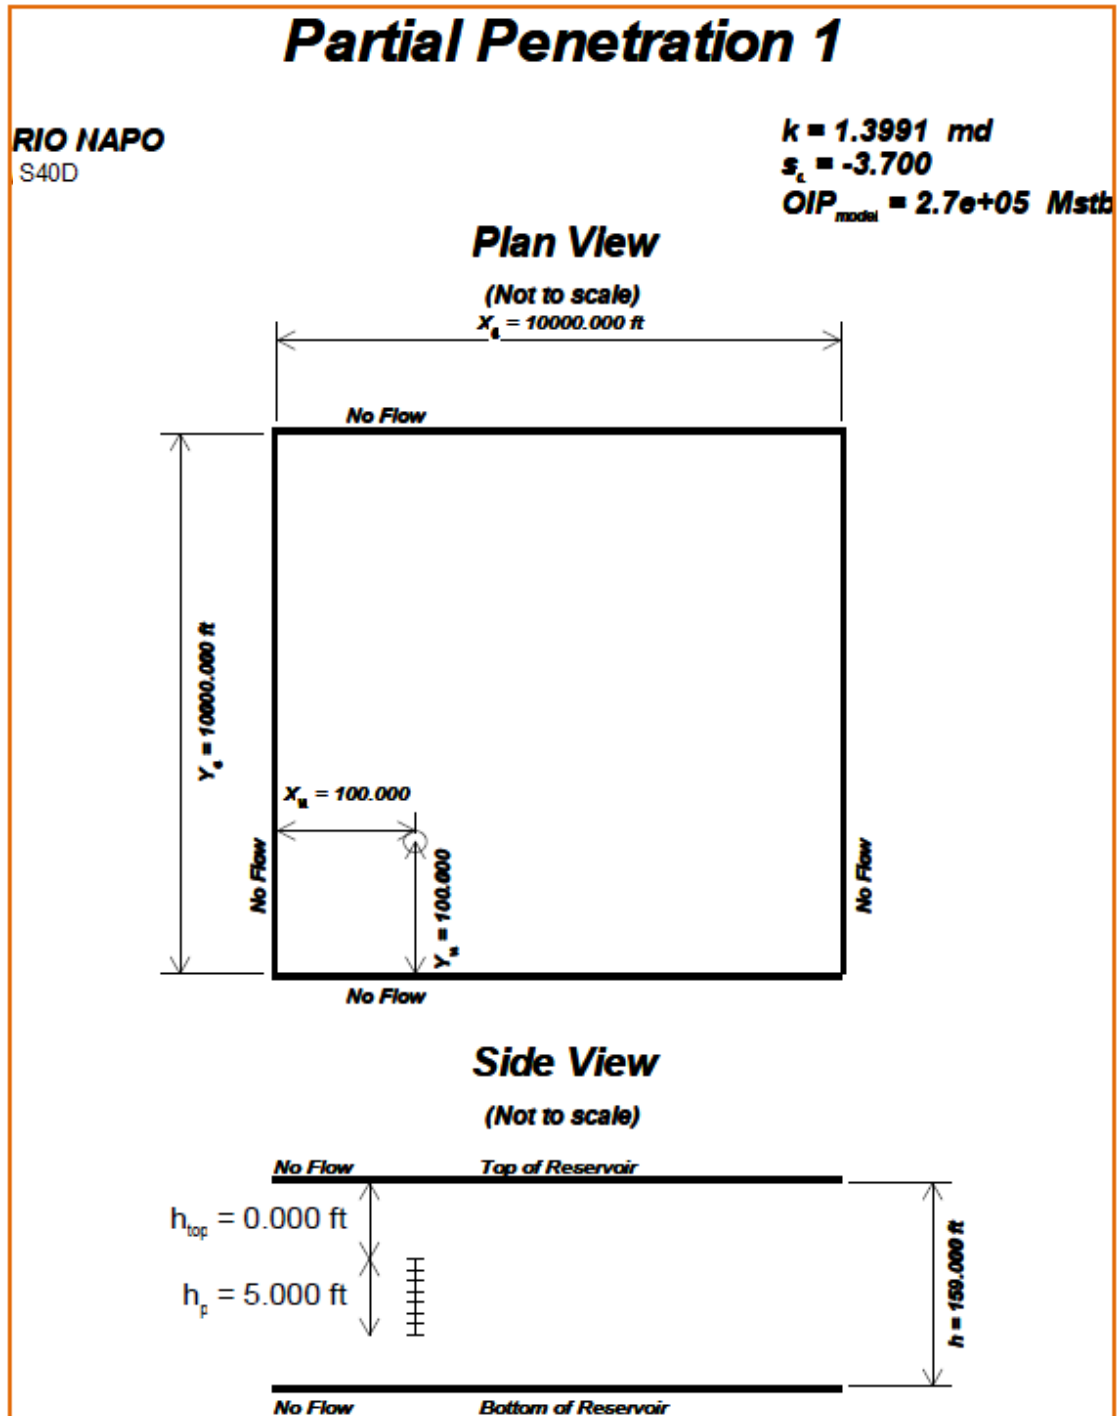 Partial Penetration 1
RIO NAPO
S40D
k = 1.3991 md
s = -3.700
OIP model = 2.7e+05 Mstb
Plan View
(Not to scale)
X = 10000.000 ft
No Flow
Y = 10000.000 ft
X = 100.000
Y = 100.000
No Flow
No Flow
No Flow
Side View
(Not to scale)
No Flow Top of Reservoir
h top = 0.000 ft
h p = 5.000 ft
h = 159.000 ft
No Flow Bottom of Reservoir